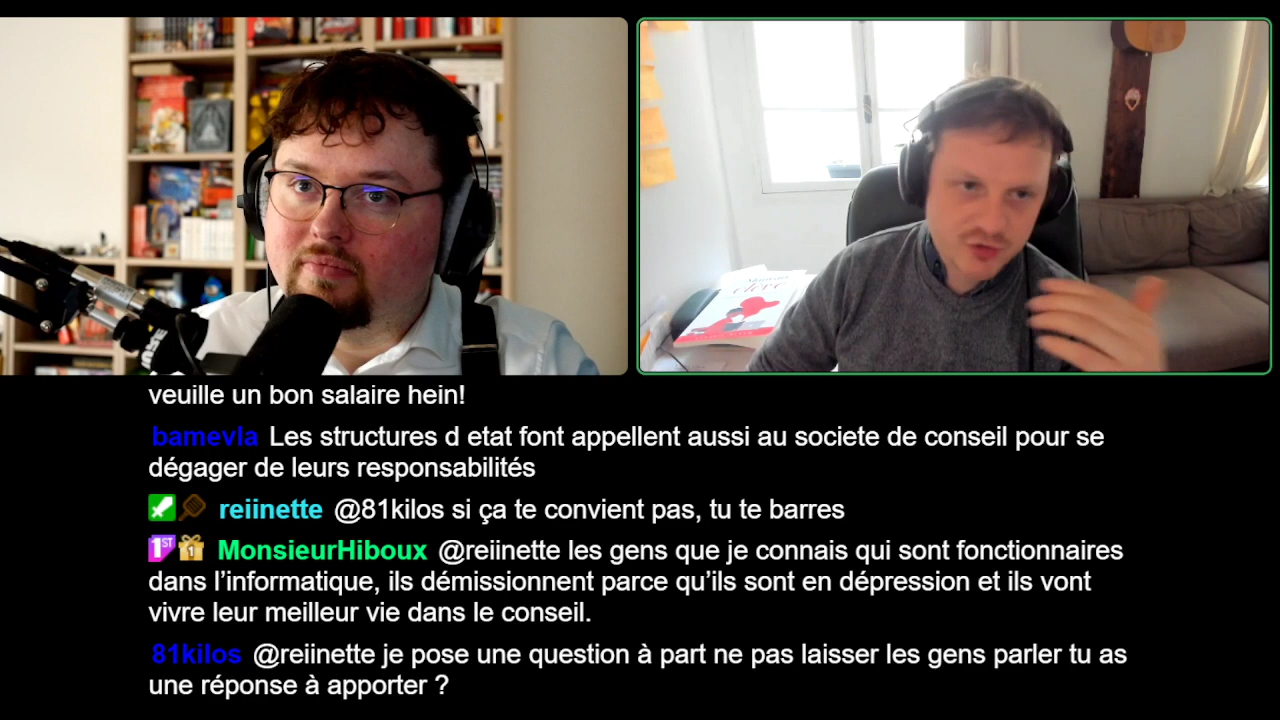 élève
veuille un bon salaire hein!
bamevla Les structures d etat font appellent aussi au societe de conseil pour se
dégager de leurs responsabilités
reiinette @81kilos si ça te convient pas, tu te barres
1ST 1 MonsieurHiboux @reiinette les gens que je connais qui sont fonctionnaires
dans l’informatique, ils démissionnent parce qu’ils sont en dépression et ils vont
vivre leur meilleur vie dans le conseil.
81kilos @reiinette je pose une question à part ne pas laisser les gens parler tu as
une réponse à apporter ?